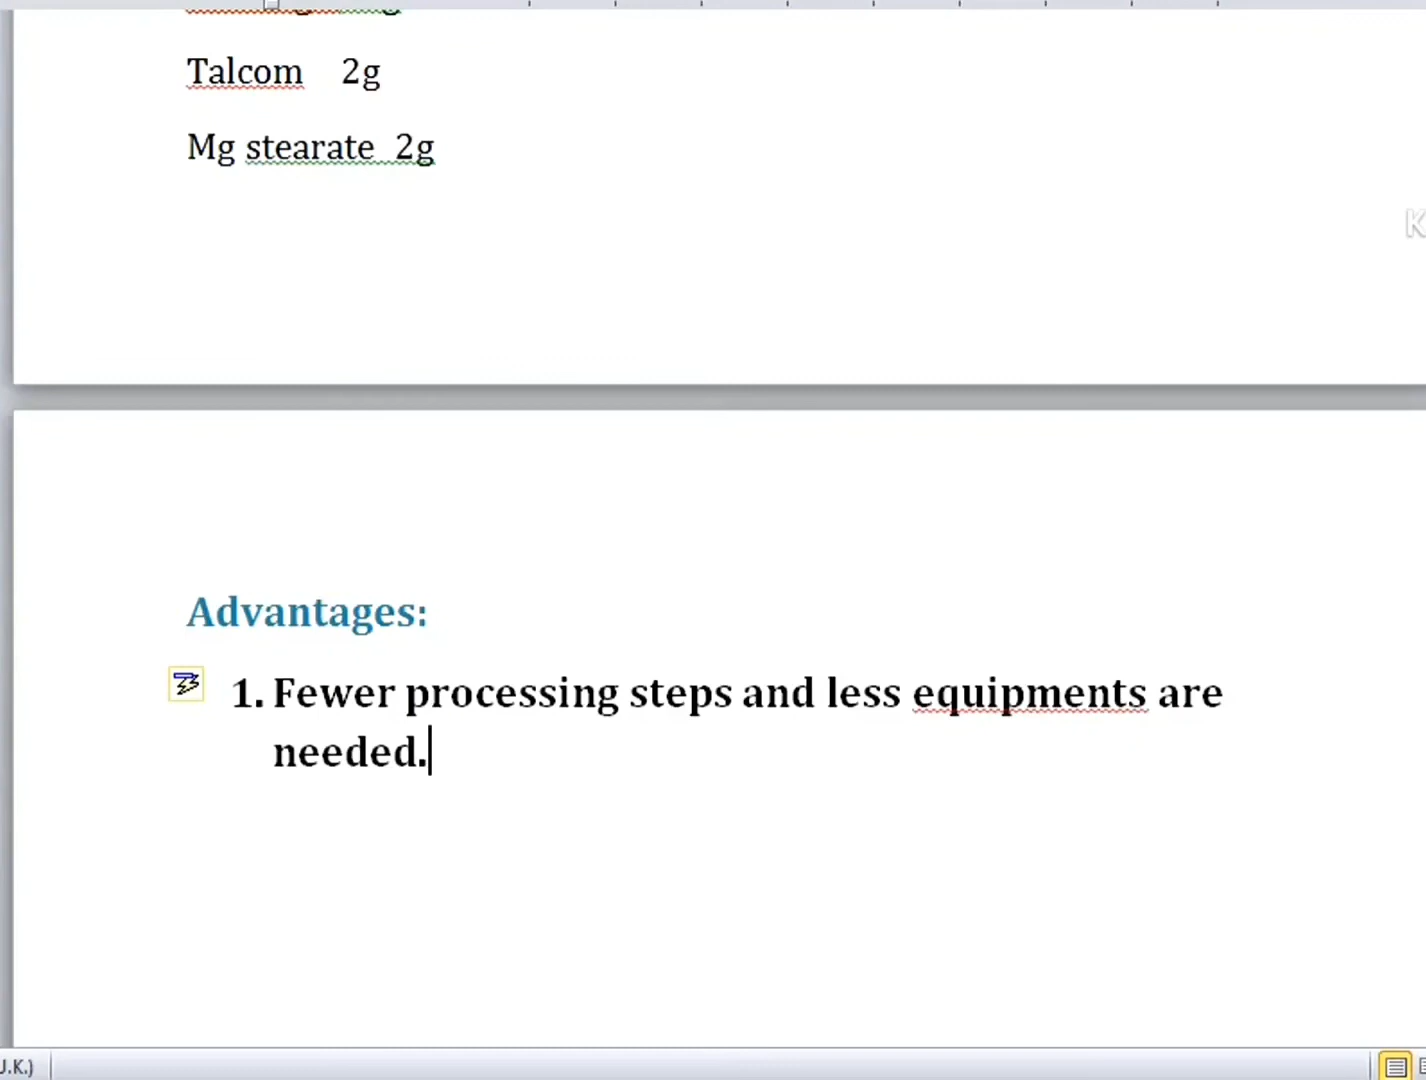 Talcom 2g
Mg stearate 2g
K
Advantages:
1. Fewer processing steps and less equipments are
needed.
J.K.)